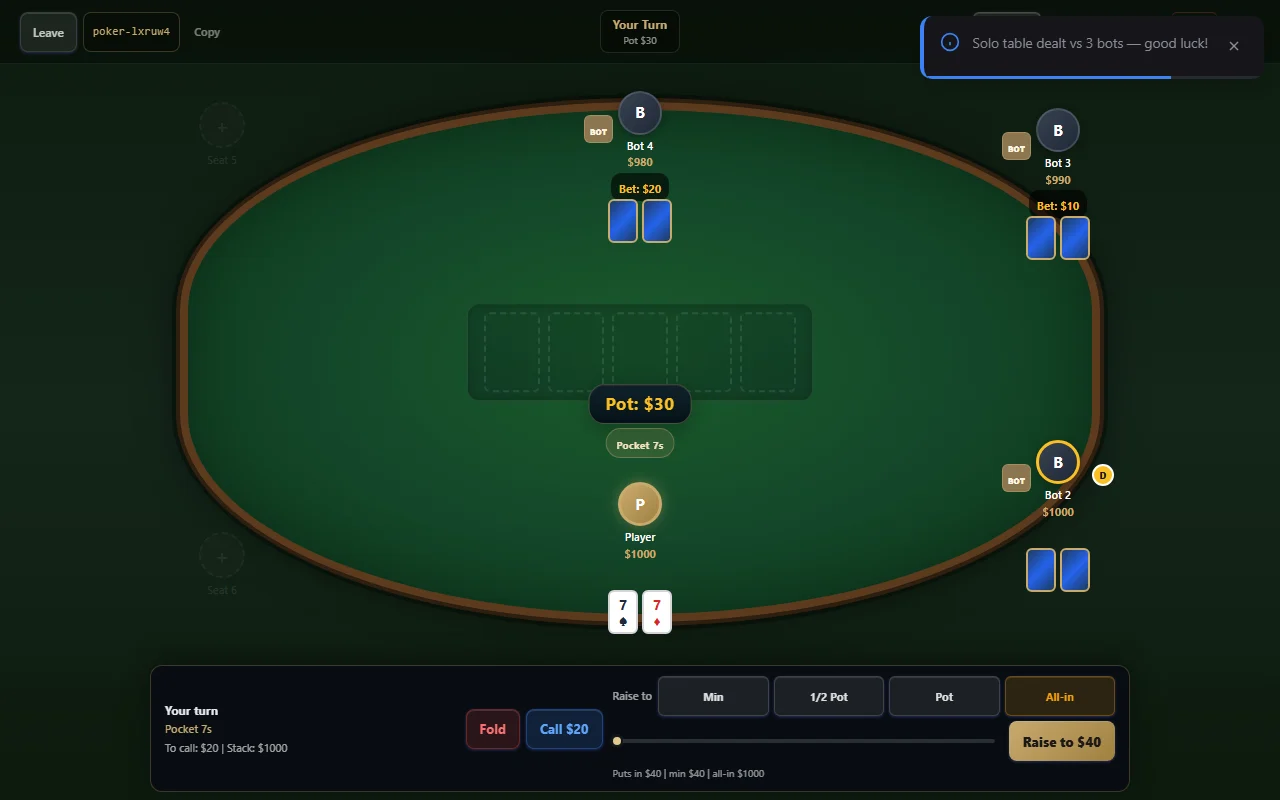 Leave
poker-lxruw4
Copy
Your Turn
Pot $30
Solo table dealt vs 3 bots — good luck!
Seat 5
B
BOT
Bot 4
$980
Bet: $20
B
BOT
Bot 3
$990
Bet: $10
Pot: $30
Pocket 7s
B
BOT
D
Bot 2
$1000
P
Player
$1000
Seat 6
7
♠
7
♦
Your turn
Pocket 7s
To call: $20 | Stack: $1000
Fold
Call $20
Raise to
Min
1/2 Pot
Pot
All-in
Raise to $40
Puts in $40 | min $40 | all-in $1000